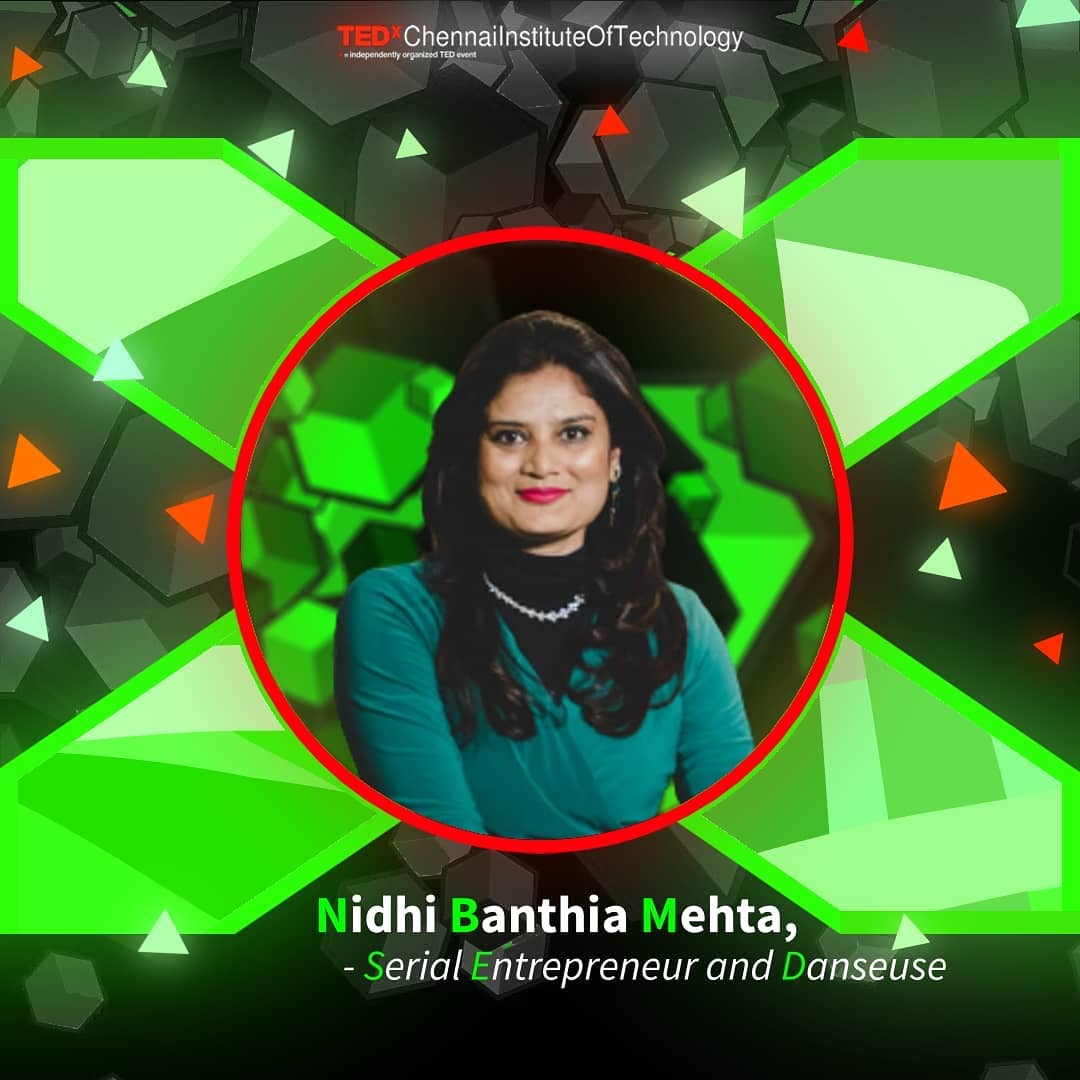 TEDxChennaiInstituteOfTechnology
x = independently organized TED event
Nidhi Banthia Mehta,
- Serial Entrepreneur and Danseuse